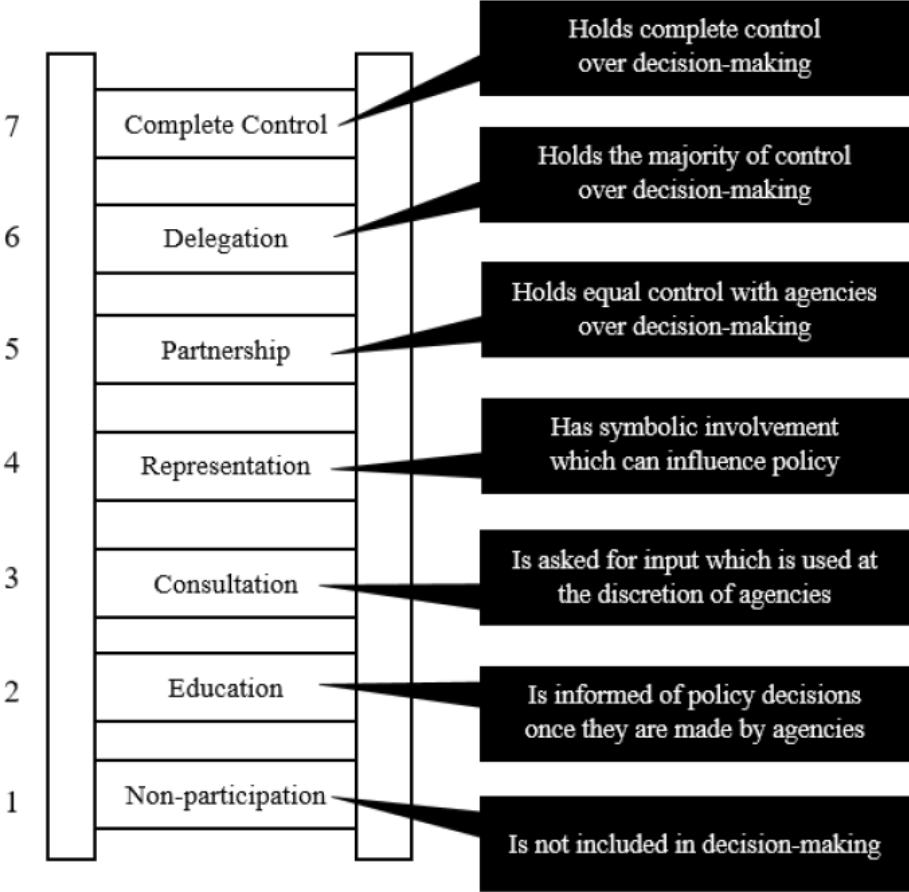 Holds complete control
over decision-making
7
Complete Control
Holds the majority of control
over decision-making
6
Delegation
Holds equal control with agencies
over decision-making
5
Partnership
Has symbolic involvement
which can influence policy
4
Representation
Is asked for input which is used at
the discretion of agencies
3
Consultation
Is informed of policy decisions
once they are made by agencies
2
Education
1
Non-participation
Is not included in decision-making